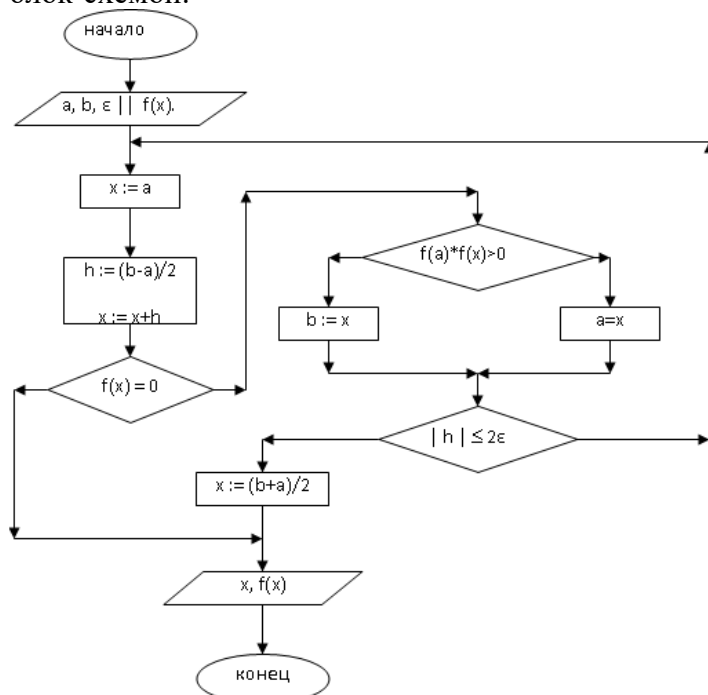 блок-схемой.
начало
a, b, ε || f(x).
x := a
h := (b-a)/2
x := x+h
f(x) = 0
f(a)*f(x)>0
b := x
a=x
| h | ≤ 2ε
x := (b+a)/2
x, f(x)
конец